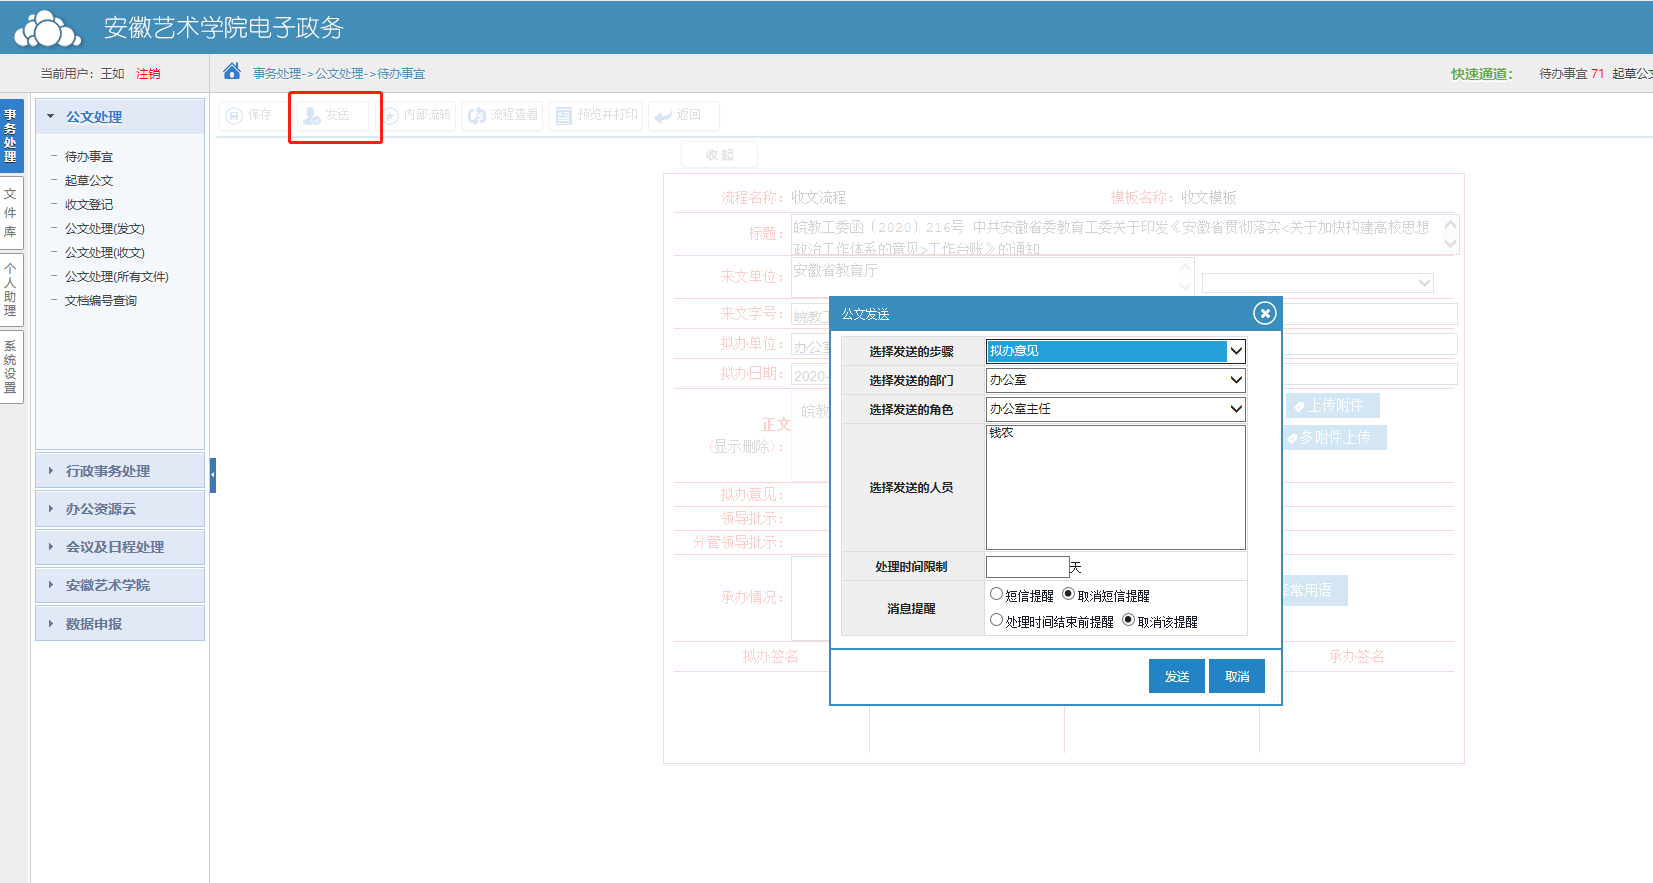 安徽艺术学院电子政务
当前用户：王如 注销
事务处理->公文处理->待办事宜
快速通道：
待办事宜 71 起草公文
事务处理
文件库
个人助理
系统设置
公文处理
待办事宜
起草公文
收文登记
公文处理(发文)
公文处理(收文)
公文处理(所有文件)
文档编号查询
行政事务处理
办公资源云
会议及日程处理
安徽艺术学院
数据申报
保存 发送 内部流转 流程查看 预览并打印 返回
收 起
流程名称：收文流程 模板名称：收文模板
标题：皖教工委函〔2020〕216号 中共安徽省委教育工委关于印发《安徽省贯彻落实<关于加快构建高校思想
政治工作体系的意见>工作台账》的通知
来文单位：安徽省教育厅
来文字号：皖教工
拟办单位：办公室
拟办日期：2020-
正文 皖教
（显示删除）：
上传附件
多附件上传
拟办意见：
领导批示：
分管领导批示：
承办情况：
常用语
拟办签名 承办签名
公文发送
选择发送的步骤 拟办意见
选择发送的部门 办公室
选择发送的角色 办公室主任
选择发送的人员 钱农
处理时间限制 天
消息提醒 短信提醒 取消短信提醒
处理时间结束前提醒 取消该提醒
发送 取消